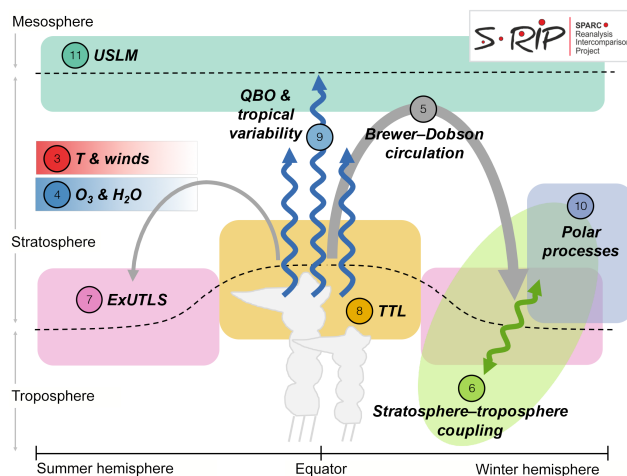 Mesosphere
S-RIP
SPARC
Reanalysis
Intercomparison
Project
11 USLM
QBO &
tropical
variability
9
5
Brewer–Dobson
circulation
3 T & winds
4 O₃ & H₂O
10
Polar
processes
Stratosphere
7 ExUTLS
8 TTL
6
Stratosphere–troposphere
coupling
Troposphere
Summer hemisphere
Equator
Winter hemisphere